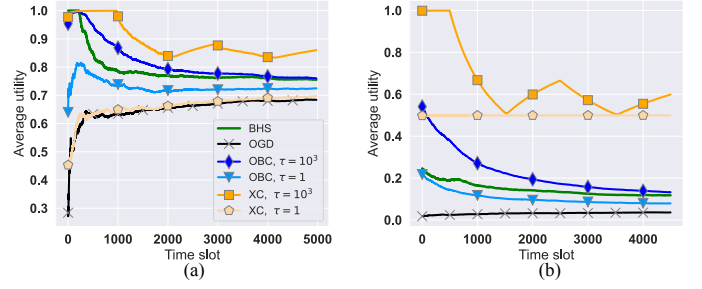 1.0
0.9
0.8
0.7
0.6
0.5
0.4
0.3
Average utility
0 1000 2000 3000 4000 5000
Time slot
BHS
OGD
OBC, τ = 10³
OBC, τ = 1
XC, τ = 10³
XC, τ = 1
(a)
1.0
0.8
0.6
0.4
0.2
0.0
Average utility
0 1000 2000 3000 4000
Time slot
(b)